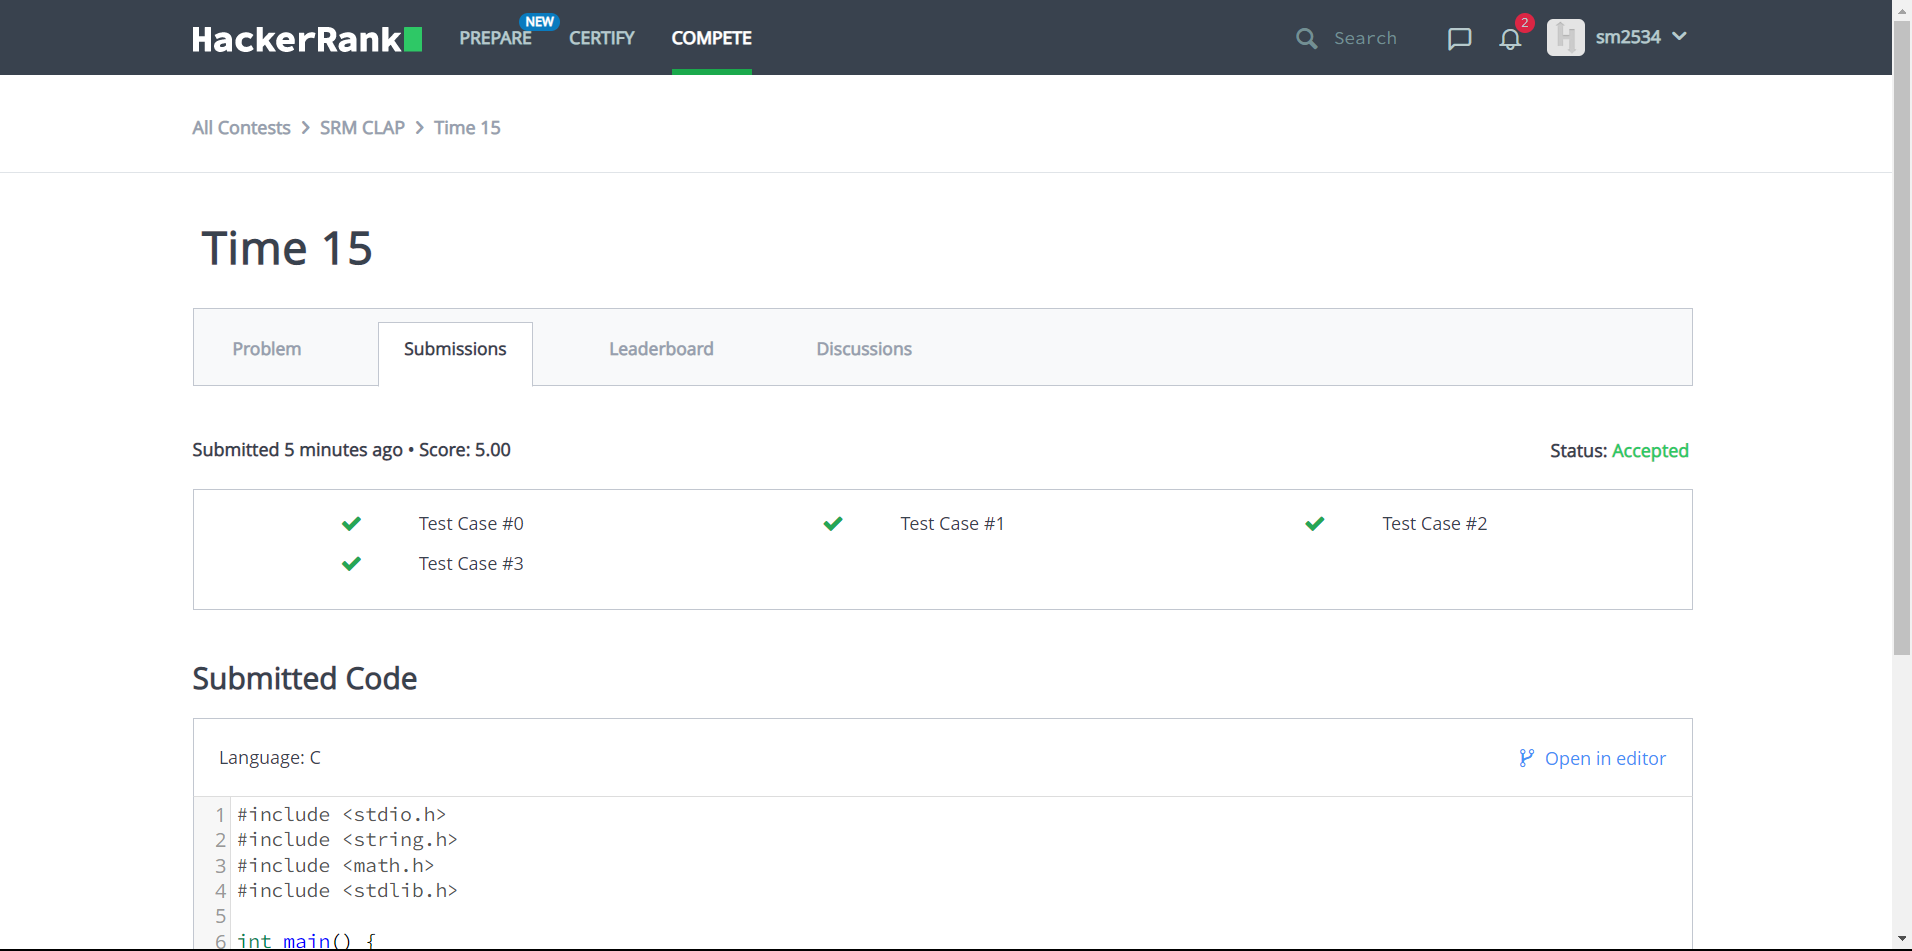 HackerRank PREPARE NEW CERTIFY COMPETE Search 2 sm2534
All Contests SRM CLAP Time 15
Time 15
Problem Submissions Leaderboard Discussions
Submitted 5 minutes ago • Score: 5.00 Status: Accepted
Test Case #0 Test Case #1 Test Case #2
Test Case #3
Submitted Code
Language: C Open in editor
1 #include <stdio.h>
2 #include <string.h>
3 #include <math.h>
4 #include <stdlib.h>
5
6 int main() {